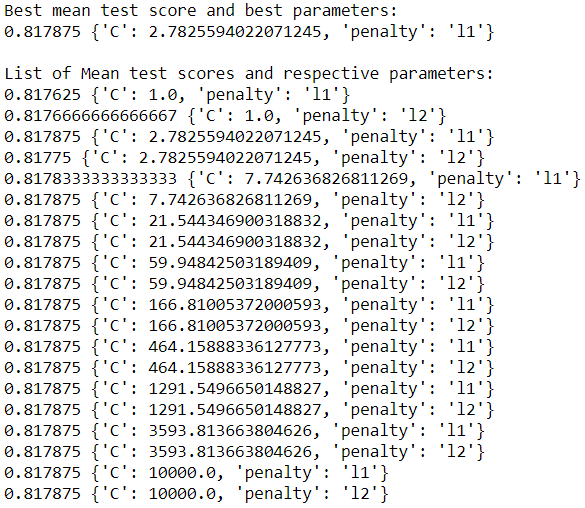 Best mean test score and best parameters:
0.817875 {'C': 2.7825594022071245, 'penalty': 'l1'}

List of Mean test scores and respective parameters:
0.817625 {'C': 1.0, 'penalty': 'l1'}
0.8176666666666667 {'C': 1.0, 'penalty': 'l2'}
0.817875 {'C': 2.7825594022071245, 'penalty': 'l1'}
0.81775 {'C': 2.7825594022071245, 'penalty': 'l2'}
0.8178333333333333 {'C': 7.742636826811269, 'penalty': 'l1'}
0.817875 {'C': 7.742636826811269, 'penalty': 'l2'}
0.817875 {'C': 21.544346900318832, 'penalty': 'l1'}
0.817875 {'C': 21.544346900318832, 'penalty': 'l2'}
0.817875 {'C': 59.94842503189409, 'penalty': 'l1'}
0.817875 {'C': 59.94842503189409, 'penalty': 'l2'}
0.817875 {'C': 166.81005372000593, 'penalty': 'l1'}
0.817875 {'C': 166.81005372000593, 'penalty': 'l2'}
0.817875 {'C': 464.15888336127773, 'penalty': 'l1'}
0.817875 {'C': 464.15888336127773, 'penalty': 'l2'}
0.817875 {'C': 1291.5496650148827, 'penalty': 'l1'}
0.817875 {'C': 1291.5496650148827, 'penalty': 'l2'}
0.817875 {'C': 3593.813663804626, 'penalty': 'l1'}
0.817875 {'C': 3593.813663804626, 'penalty': 'l2'}
0.817875 {'C': 10000.0, 'penalty': 'l1'}
0.817875 {'C': 10000.0, 'penalty': 'l2'}